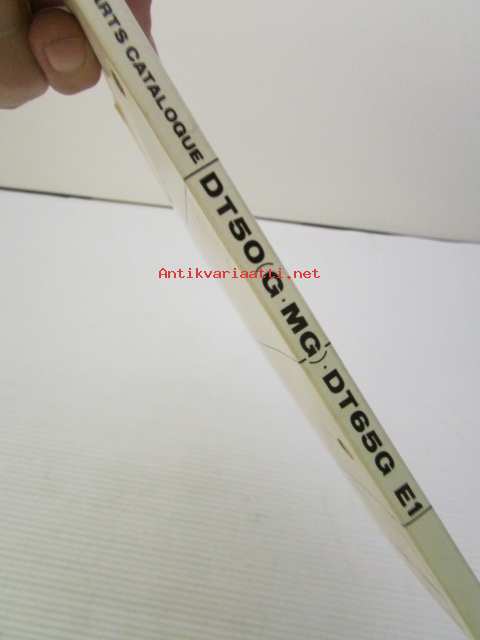 ARTS CATALOGUE DT50(G·MG)·DT65G E1
Antikvariaatti.net